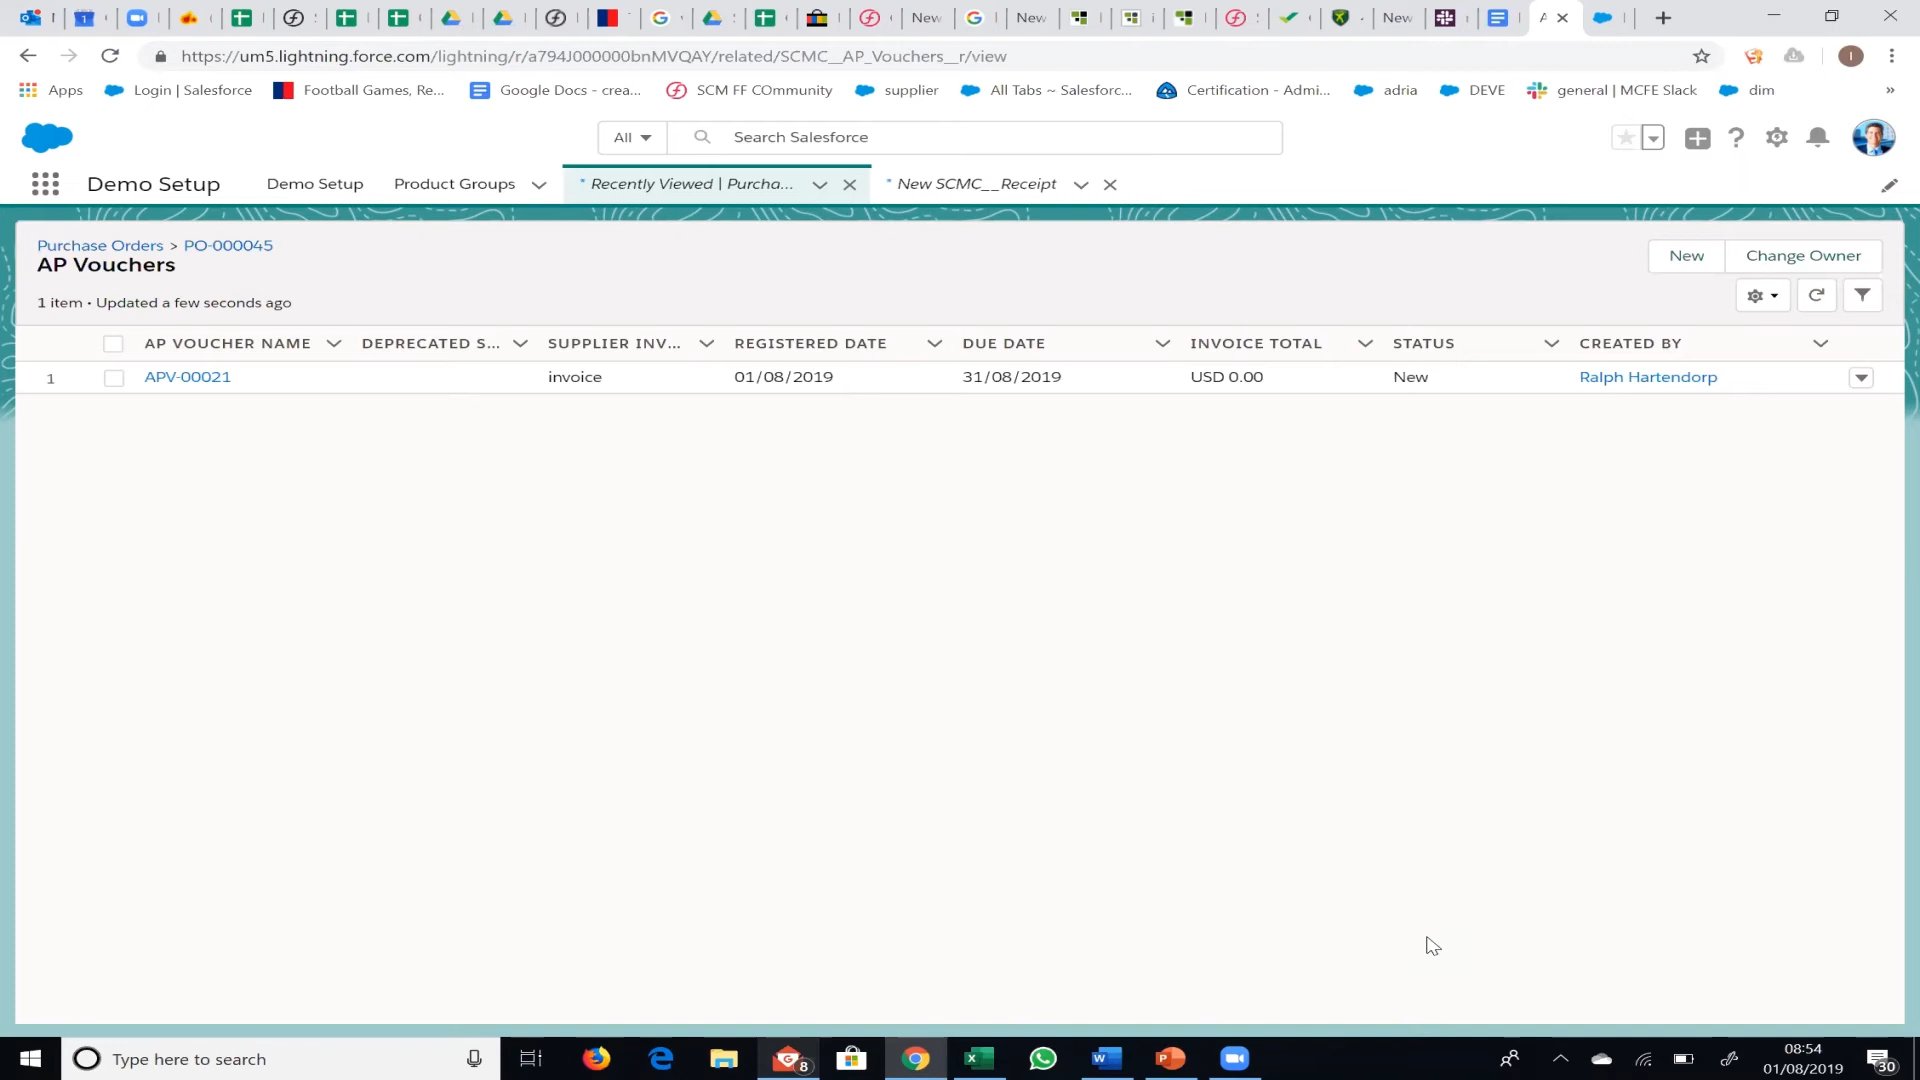 New
New
New
https://um5.lightning.force.com/lightning/r/a794J000000bnMVQAY/related/SCMC__AP_Vouchers__r/view
Apps
Login | Salesforce
Football Games, Re...
Google Docs - crea...
SCM FF COmmunity
supplier
All Tabs ~ Salesforc...
Certification - Admi...
adria
DEVE
general | MCFE Slack
dim
»
All
Search Salesforce
Demo Setup
Demo Setup
Product Groups
* Recently Viewed | Purcha...
* New SCMC__Receipt
Purchase Orders > PO-000045
AP Vouchers
New
Change Owner
1 item • Updated a few seconds ago
AP VOUCHER NAME
DEPRECATED S...
SUPPLIER INV...
REGISTERED DATE
DUE DATE
INVOICE TOTAL
STATUS
CREATED BY
1
APV-00021
invoice
01/08/2019
31/08/2019
USD 0.00
New
Ralph Hartendorp
Type here to search
8
08:54
01/08/2019
30